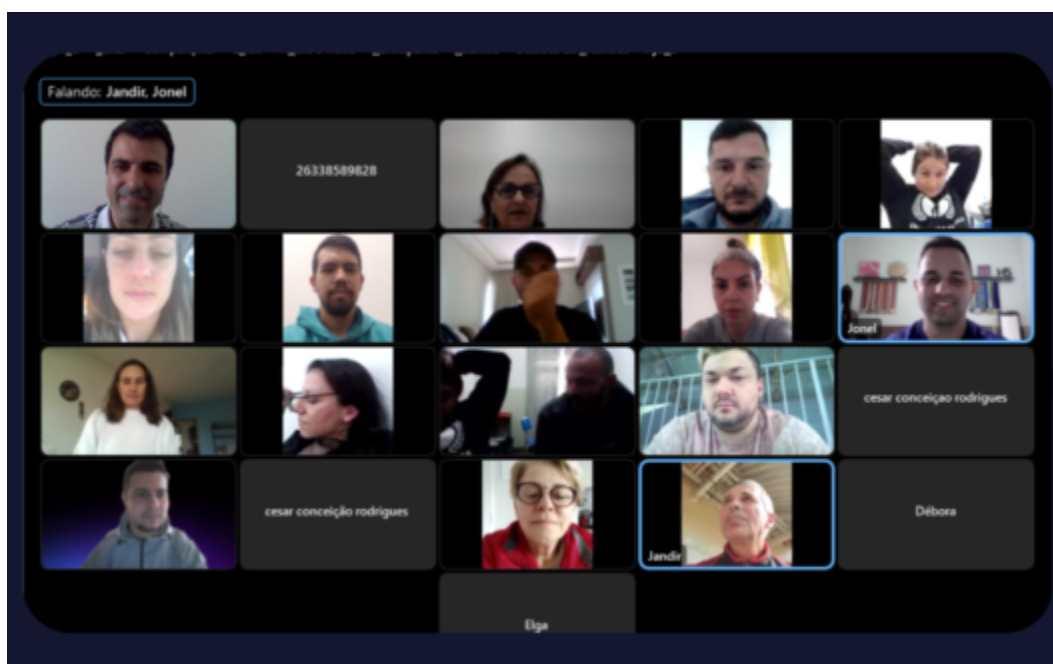 Falando: Jandir, Jonel
26338589828
Jonel
cesar conceiçao rodrigues
cesar conceição rodrigues
Jandir
Débora
Elga